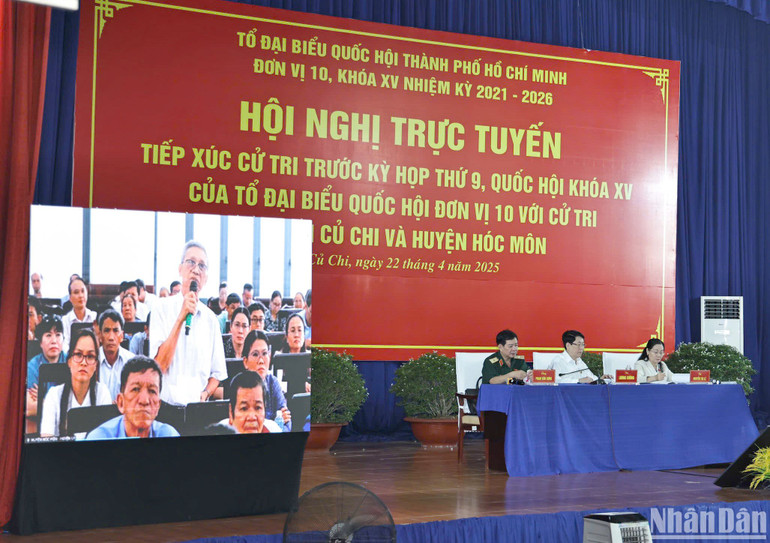 TỔ ĐẠI BIỂU QUỐC HỘI THÀNH PHỐ HỒ CHÍ MINH
ĐƠN VỊ 10, KHÓA XV NHIỆM KỲ 2021 - 2026
HỘI NGHỊ TRỰC TUYẾN
TIẾP XÚC CỬ TRI TRƯỚC KỲ HỌP THỨ 9, QUỐC HỘI KHÓA XV
CỦA TỔ ĐẠI BIỂU QUỐC HỘI ĐƠN VỊ 10 VỚI CỬ TRI
CỦ CHI VÀ HUYỆN HÓC MÔN
Củ Chi, ngày 22 tháng 4 năm 2025
Nhân Dân